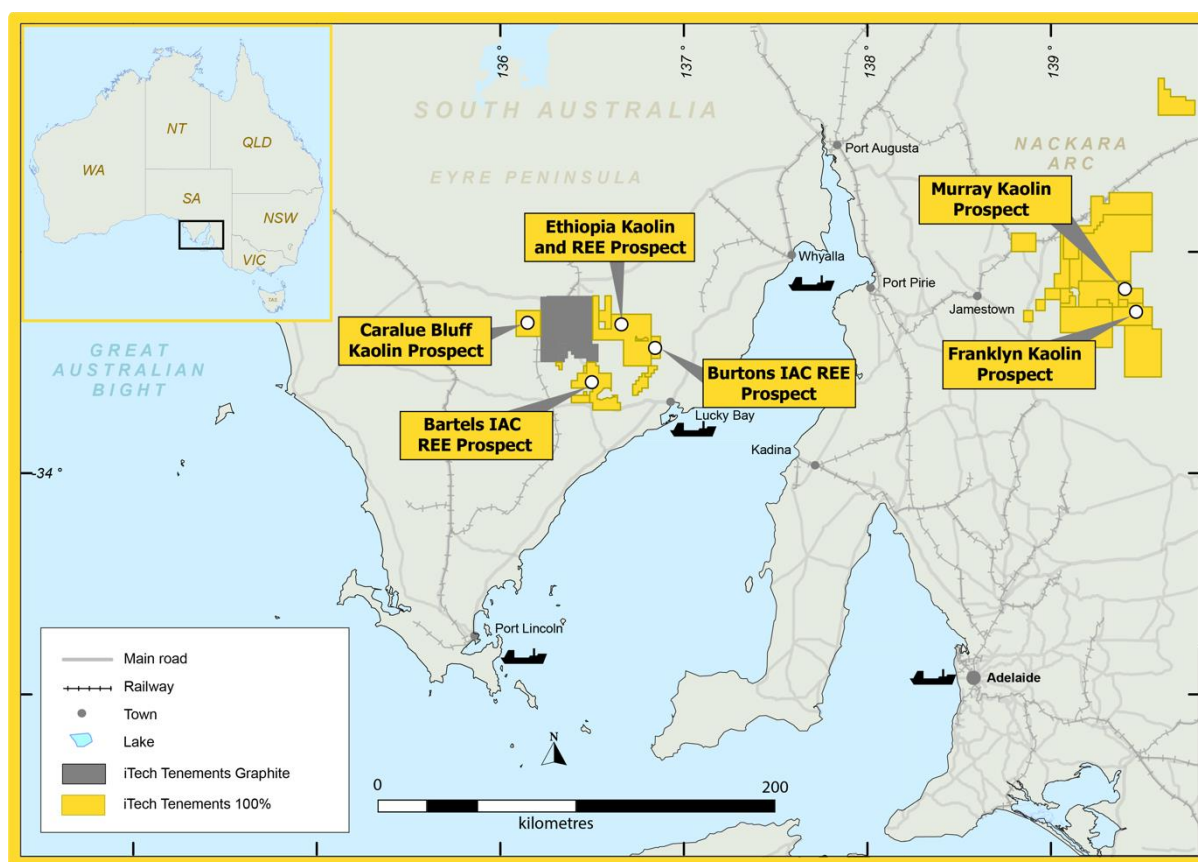 136 °
137 °
138 °
139 °
-34 °
NT
QLD
WA
SA
NSW
VIC
TAS
SOUTH AUSTRALIA
EYRE PENINSULA
NACKARA
ARC
Port Augusta
Murray Kaolin
Prospect
Ethiopia Kaolin
and REE Prospect
Whyalla
Port Pirie
Jamestown
Caralue Bluff
Kaolin Prospect
GREAT
AUSTRALIAN
BIGHT
Franklyn Kaolin
Prospect
Burtons IAC REE
Prospect
Bartels IAC
REE Prospect
Lucky Bay
Kadina
Port Lincoln
Adelaide
Main road
Railway
Town
Lake
iTech Tenements Graphite
iTech Tenements 100%
N
0
200
kilometres